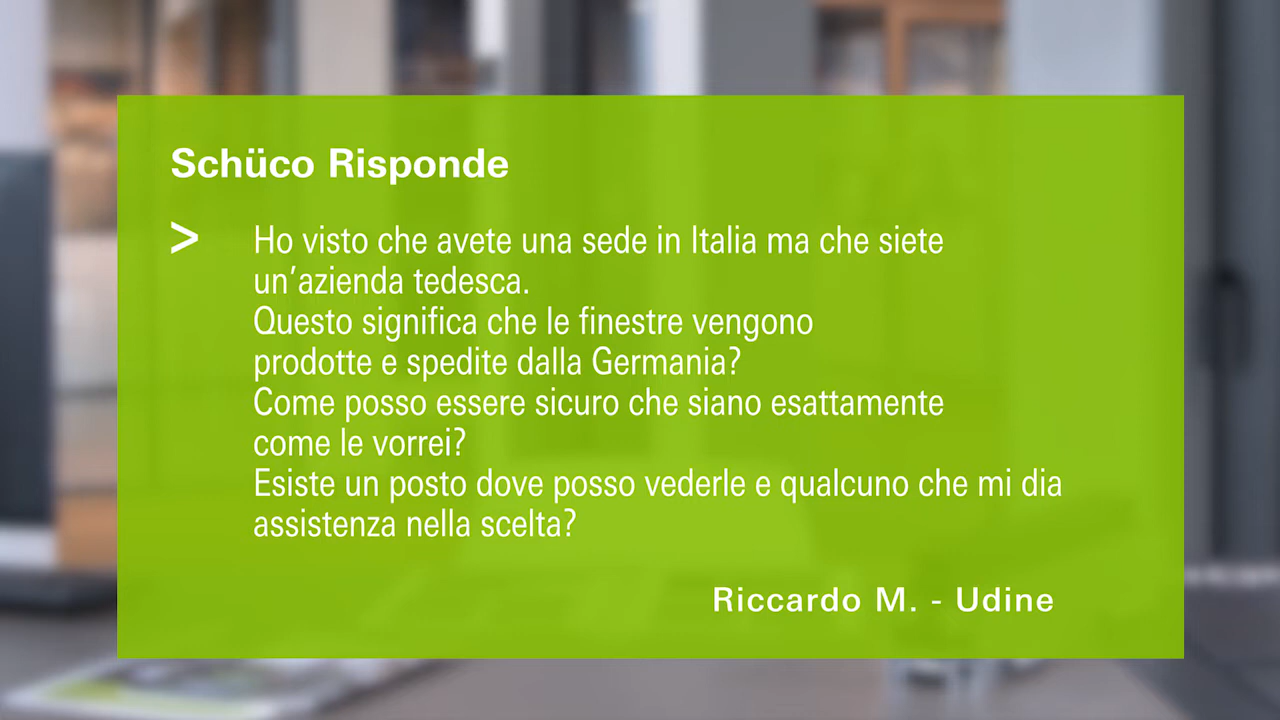 Schüco Risponde
> Ho visto che avete una sede in Italia ma che siete
un'azienda tedesca.
Questo significa che le finestre vengono
prodotte e spedite dalla Germania?
Come posso essere sicuro che siano esattamente
come le vorrei?
Esiste un posto dove posso vederle e qualcuno che mi dia
assistenza nella scelta?
Riccardo M. - Udine